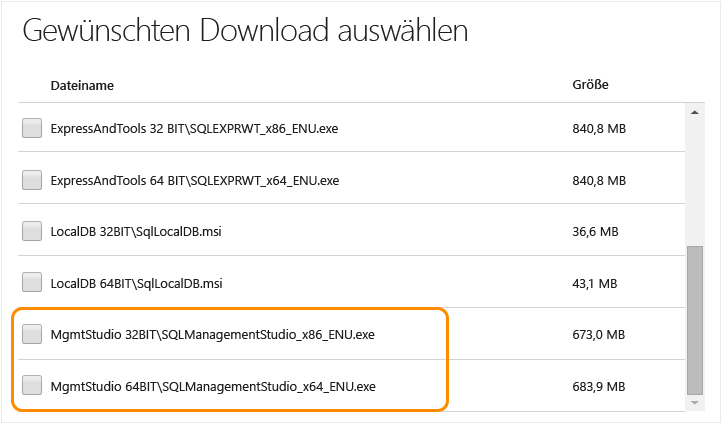 Gewünschten Download auswählen
Dateiname Größe
ExpressAndTools 32 BIT\SQLEXPRWT_x86_ENU.exe 840,8 MB
ExpressAndTools 64 BIT\SQLEXPRWT_x64_ENU.exe 840,8 MB
LocalDB 32BIT\SqlLocalDB.msi 36,6 MB
LocalDB 64BIT\SqlLocalDB.msi 43,1 MB
MgmtStudio 32BIT\SQLManagementStudio_x86_ENU.exe 673,0 MB
MgmtStudio 64BIT\SQLManagementStudio_x64_ENU.exe 683,9 MB